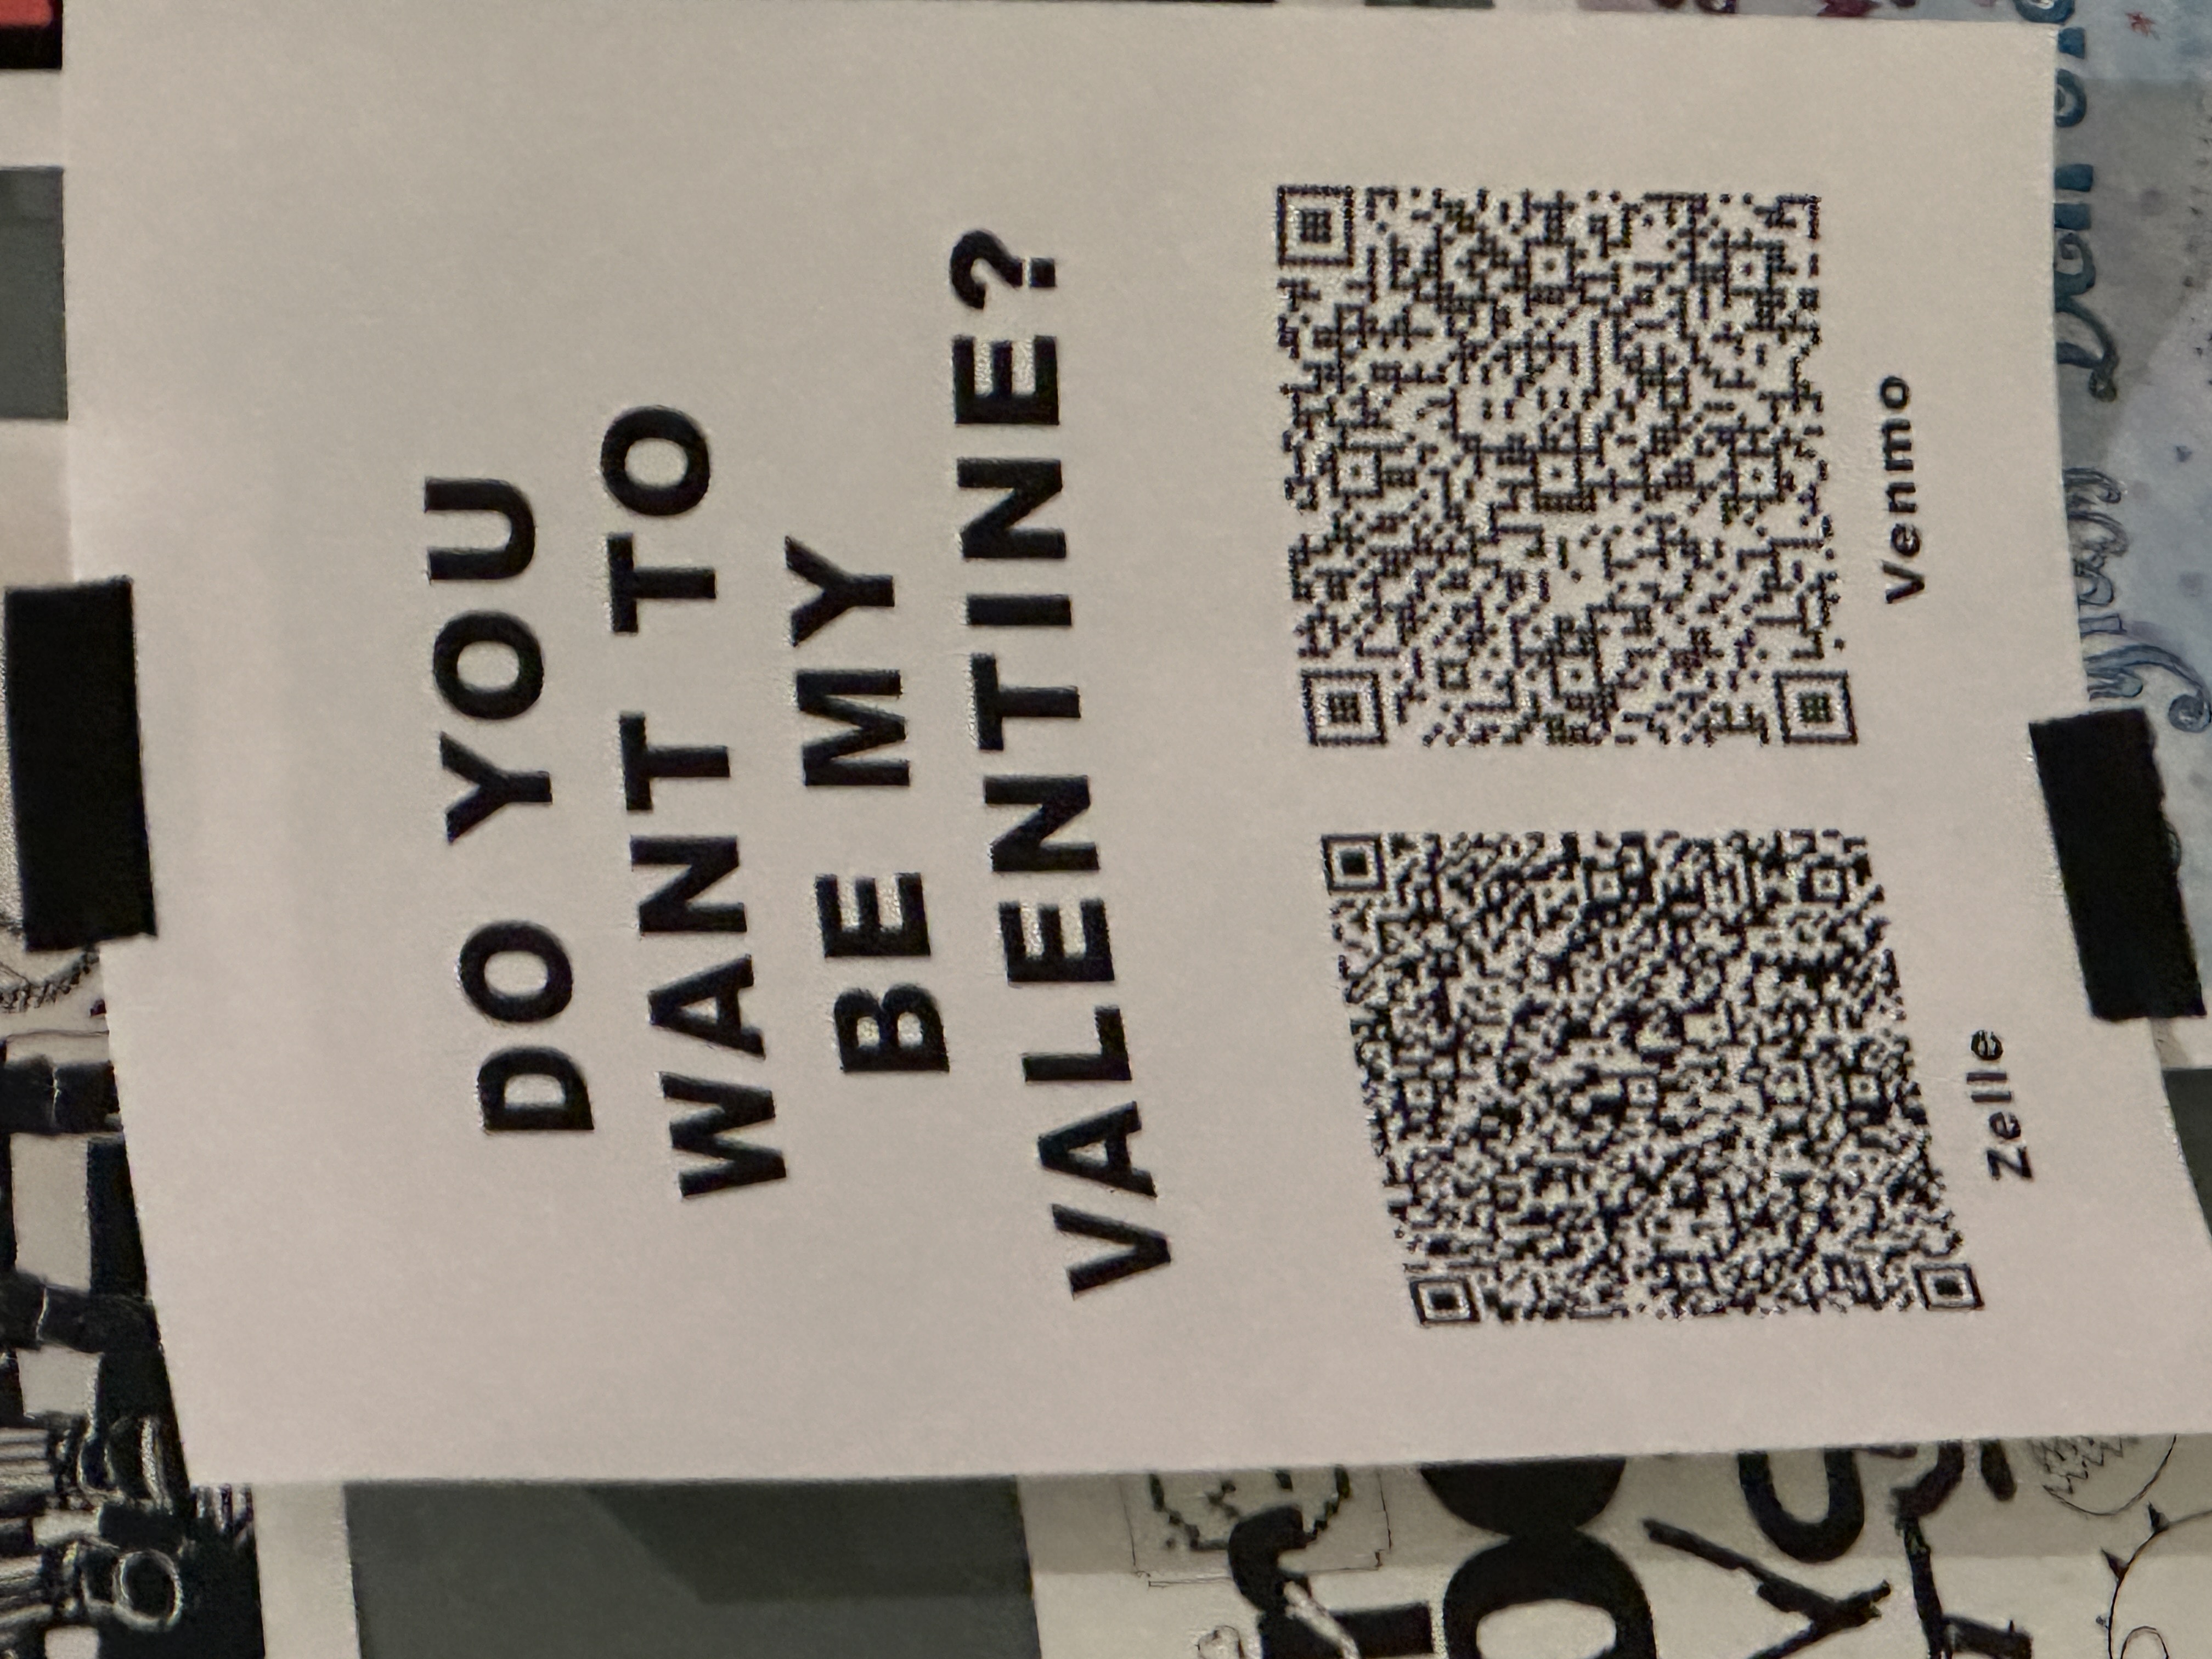 DO YOU
WANT TO
BE MY
VALENTINE?
Zelle
Venmo